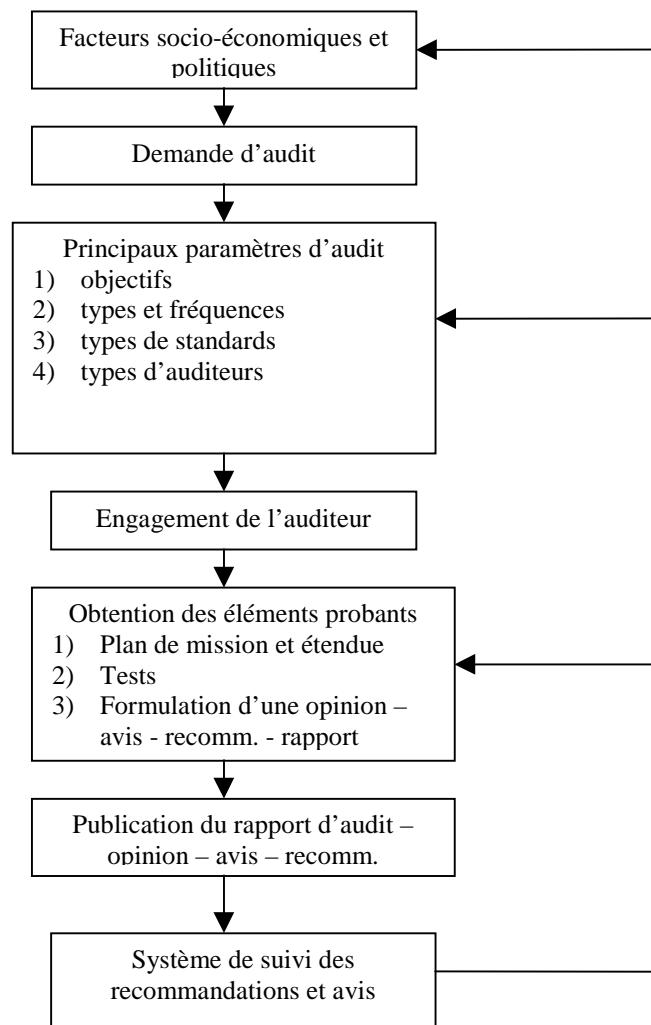 Facteurs socio-économiques et
politiques
Demande d’audit
Principaux paramètres d’audit
1) objectifs
2) types et fréquences
3) types de standards
4) types d’auditeurs
Engagement de l’auditeur
Obtention des éléments probants
1) Plan de mission et étendue
2) Tests
3) Formulation d’une opinion –
avis - recomm. - rapport
Publication du rapport d’audit –
opinion – avis – recomm.
Système de suivi des
recommandations et avis